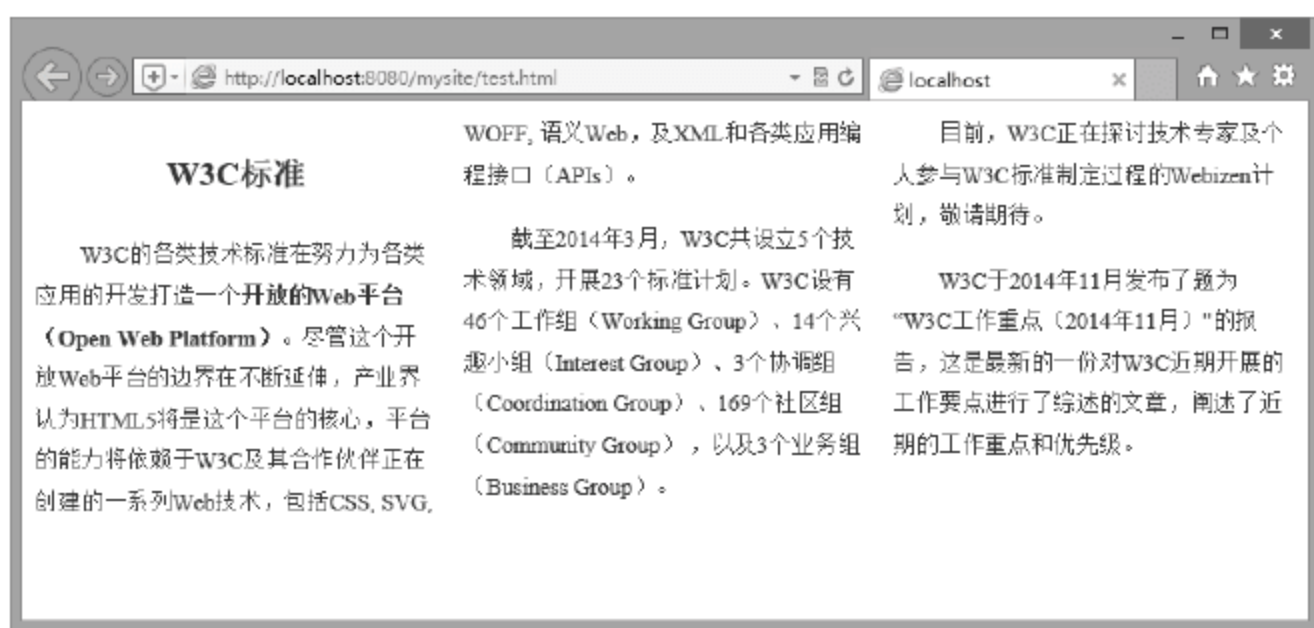 http://localhost:8080/mysite/test.html
localhost
W3C标准
W3C的各类技术标准在努力为各类
应用的开发打造一个开放的Web平台
（Open Web Platform）。尽管这个开
放Web平台的边界在不断延伸，产业界
认为HTML5将是这个平台的核心，平台
的能力将依赖于W3C及其合作伙伴正在
创建的一系列Web技术，包括CSS, SVG,
WOFF, 语义Web，及XML和各类应用编
程接口（APIs）。
截至2014年3月，W3C共设立5个技
术领域，开展23个标准计划。W3C设有
46个工作组（Working Group）、14个兴
趣小组（Interest Group）、3个协调组
（Coordination Group）、169个社区组
（Community Group），以及3个业务组
（Business Group）。
目前，W3C正在探讨技术专家及个
人参与W3C标准制定过程的Webizen计
划，敬请期待。
W3C于2014年11月发布了题为
“W3C工作重点（2014年11月）”的报
告，这是最新的一份对W3C近期开展的
工作要点进行了综述的文章，阐述了近
期的工作重点和优先级。